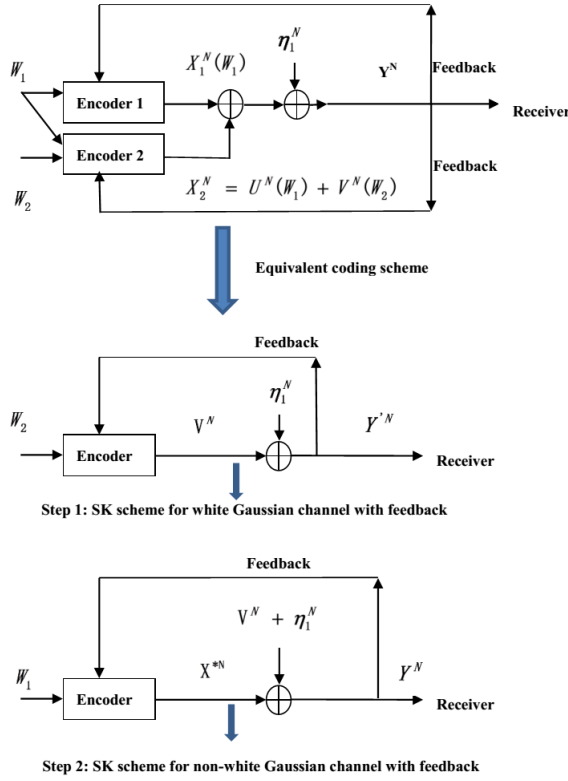 η₁ᴺ
X₁ᴺ(W₁)
Yᴺ
Feedback
W₁
Encoder 1
Receiver
Encoder 2
Feedback
W₂
X₂ᴺ = Uᴺ(W₁) + Vᴺ(W₂)
Equivalent coding scheme
Feedback
η₁ᴺ
W₂
Vᴺ
Y'ᴺ
Encoder
Receiver
Step 1: SK scheme for white Gaussian channel with feedback
Feedback
Vᴺ + η₁ᴺ
W₁
X*ᴺ
Yᴺ
Encoder
Receiver
Step 2: SK scheme for non-white Gaussian channel with feedback